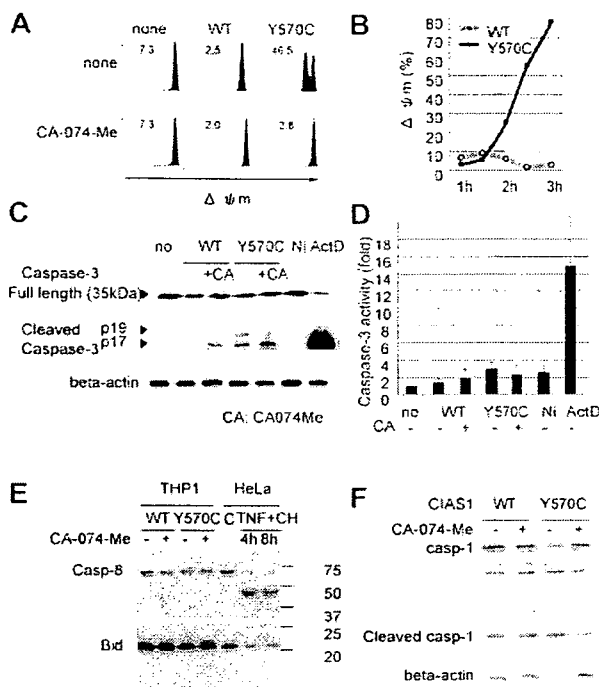 A
none WT Y570C
none
7.3 2.5 46.5
CA-074-Me
7.3 2.0 2.8
Δ ψm
B
WT
Y570C
Δ ψm (%)
80
70
60
50
40
30
20
10
0
1h 2h 3h
C
no WT Y570C Ni ActD
+CA +CA
Caspase-3
Full length (35kDa)
Cleaved p19
Caspase-3 p17
beta-actin
CA: CA074Me
D
Caspase-3 activity (fold)
18
16
14
12
10
8
6
4
2
0
no WT Y570C Ni ActD
CA - - + - + - -
E
THP1 HeLa
WT Y570C C TNF+CH
CA-074-Me - + - + 4h 8h
Casp-8
75
50
37
25
20
Bid
F
CIAS1 WT Y570C
CA-074-Me - + - +
casp-1
Cleaved casp-1
beta-actin